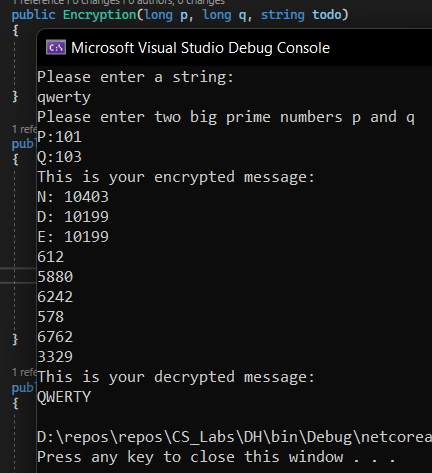 1 reference | 0 changes | 0 authors, 0 changes
public Encryption(long p, long q, string todo)
{
Microsoft Visual Studio Debug Console
Please enter a string:
qwerty
Please enter two big prime numbers p and q
}
P:101
1 refe
Q:103
pub
This is your encrypted message:
{
N: 10403
D: 10199
E: 10199
612
5880
6242
578
}
6762
3329
1 refe
This is your decrypted message:
pub
QWERTY
{
D:\repos\repos\CS_Labs\DH\bin\Debug\netcorea
Press any key to close this window . . .